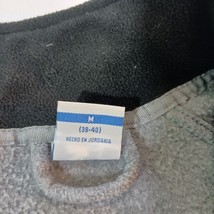 M
(38-40)
HECHO EN JORDANIA